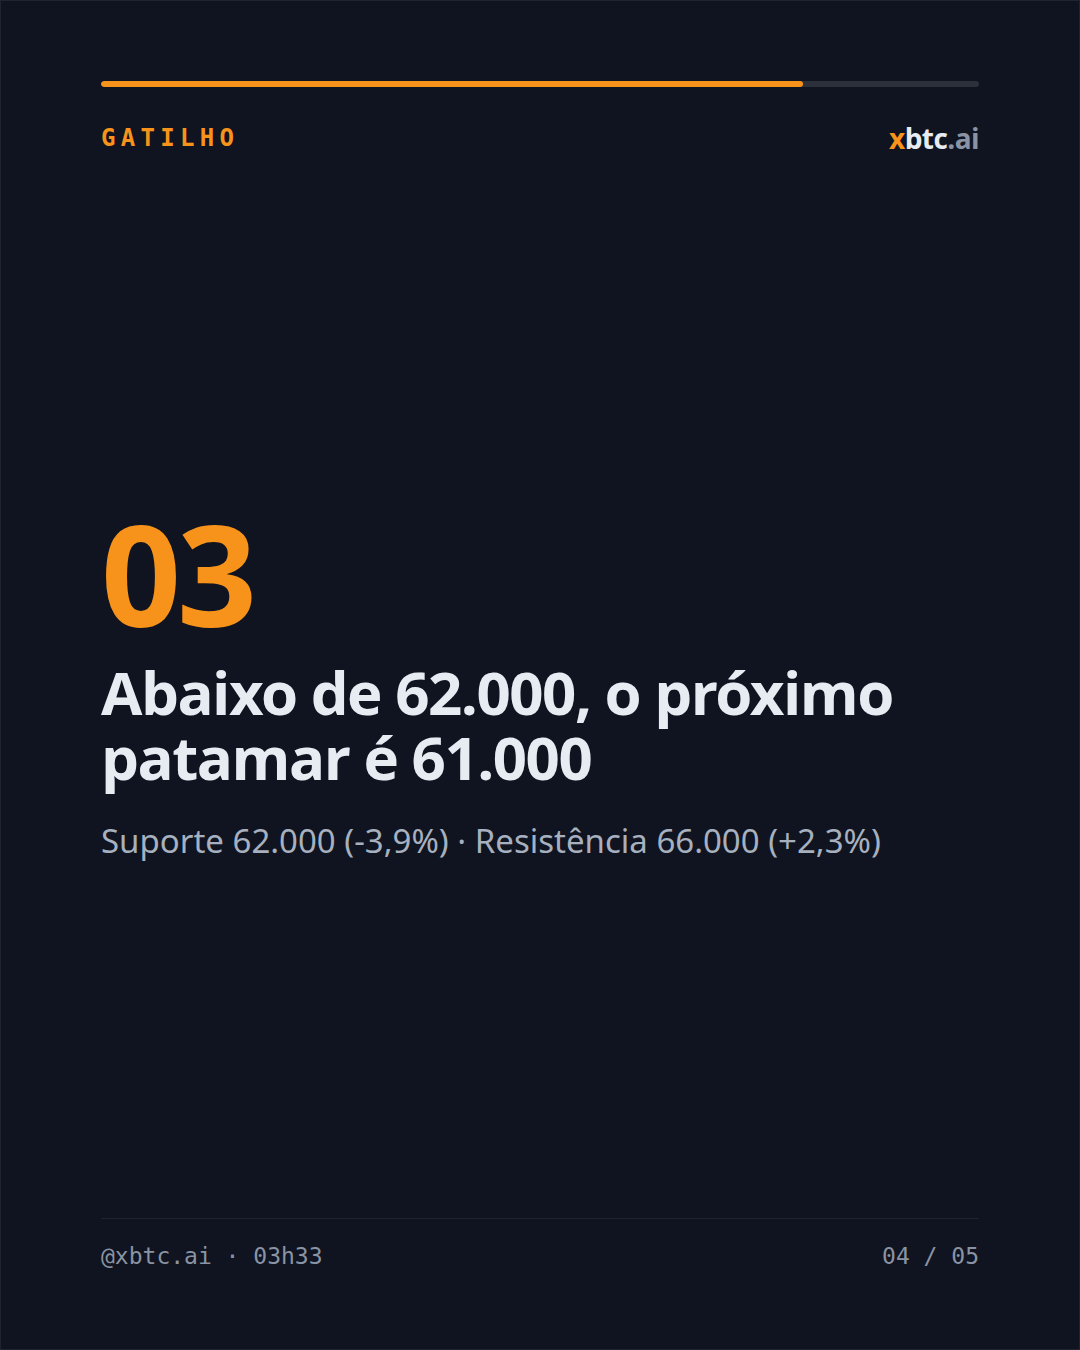 GATILHO
xbtc.ai
03
Abaixo de 62.000, o próximo
patamar é 61.000
Suporte 62.000 (-3,9%) · Resistência 66.000 (+2,3%)
@xbtc.ai · 03h33
04 / 05